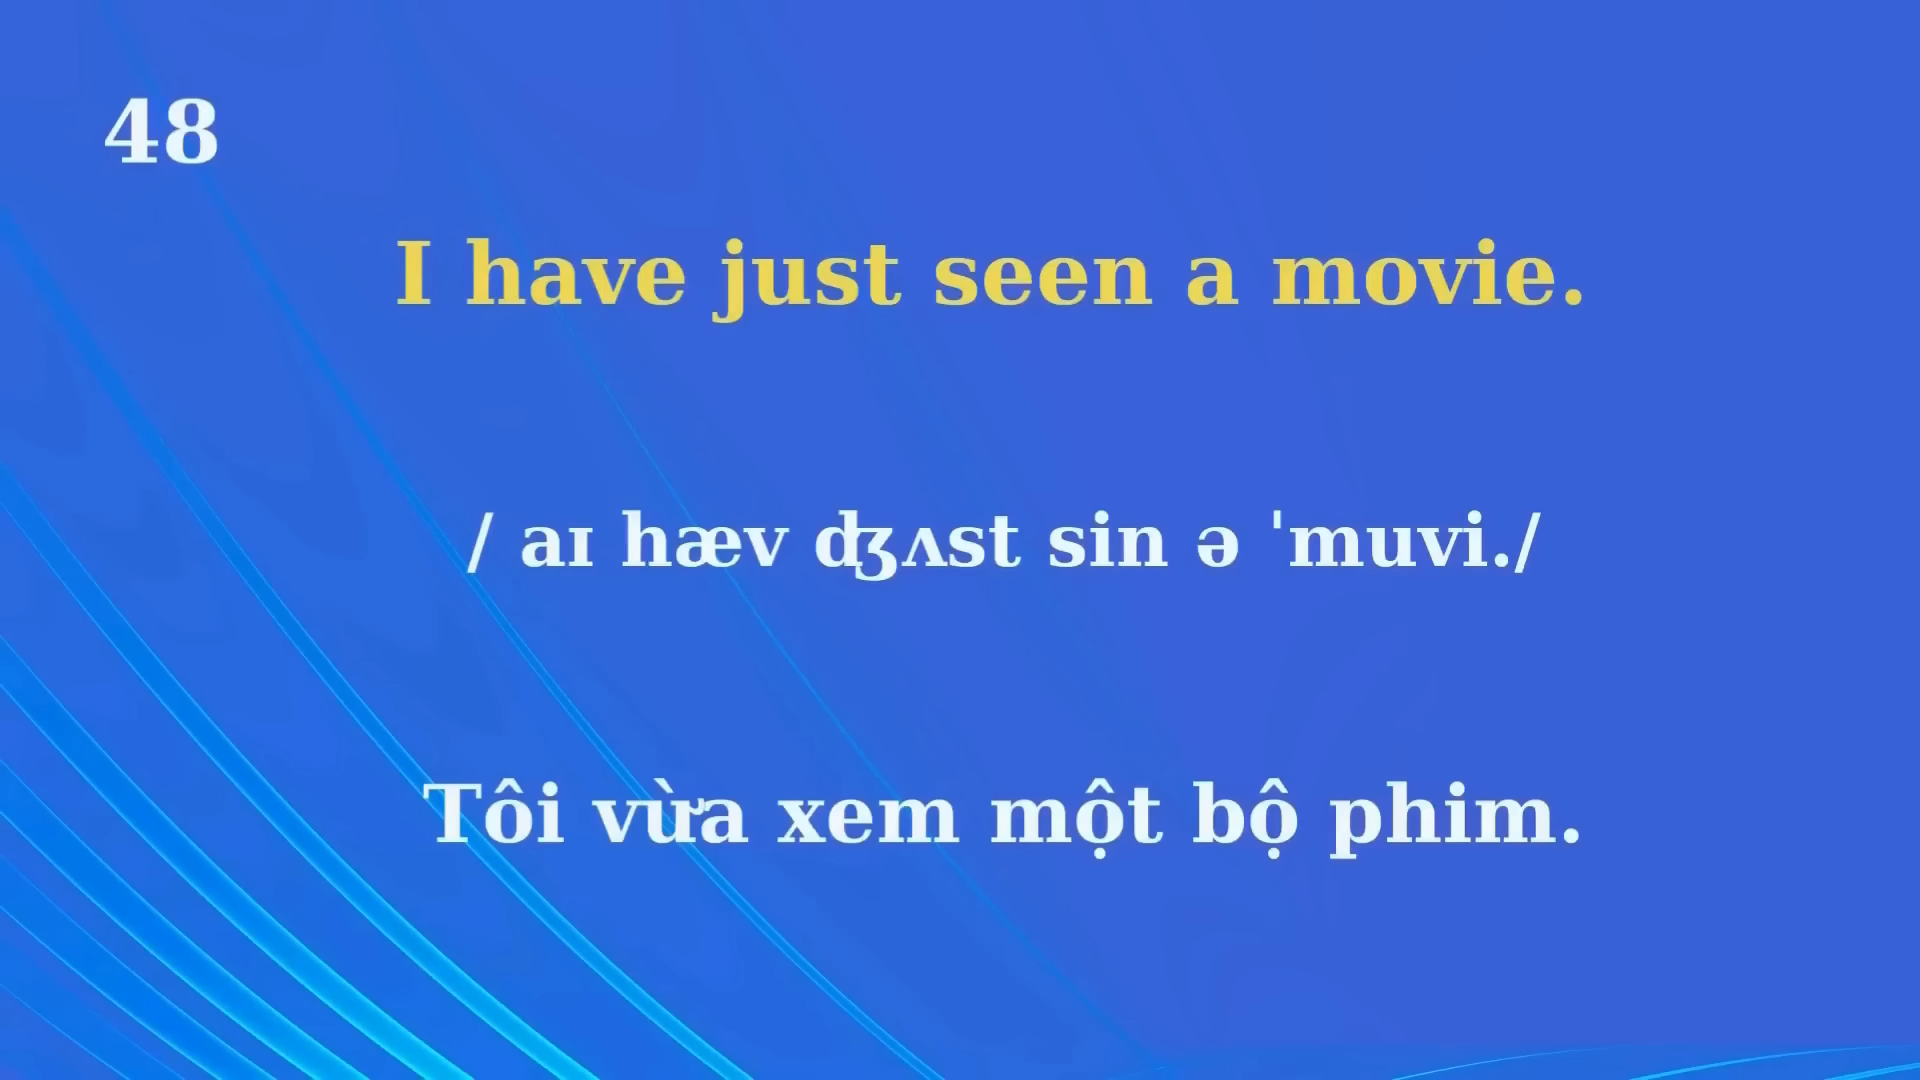 48
I have just seen a movie.
/ aɪ hæv ʤʌst sin ə ˈmuvi./
Tôi vừa xem một bộ phim.